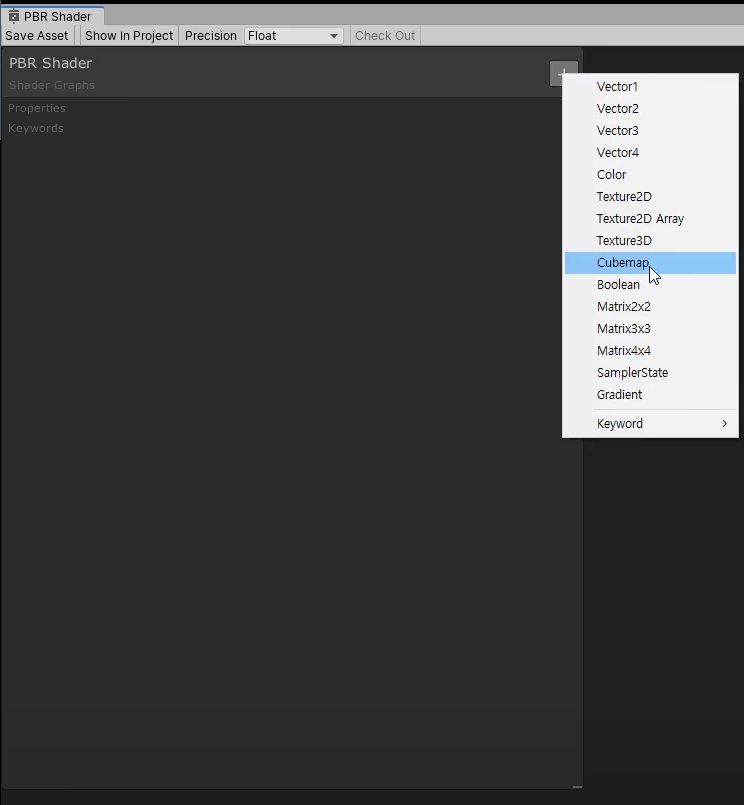 PBR Shader
Save Asset Show In Project Precision Float Check Out
PBR Shader
Shader Graphs
Properties
Keywords
Vector1
Vector2
Vector3
Vector4
Color
Texture2D
Texture2D Array
Texture3D
Cubemap
Boolean
Matrix2x2
Matrix3x3
Matrix4x4
SamplerState
Gradient
Keyword